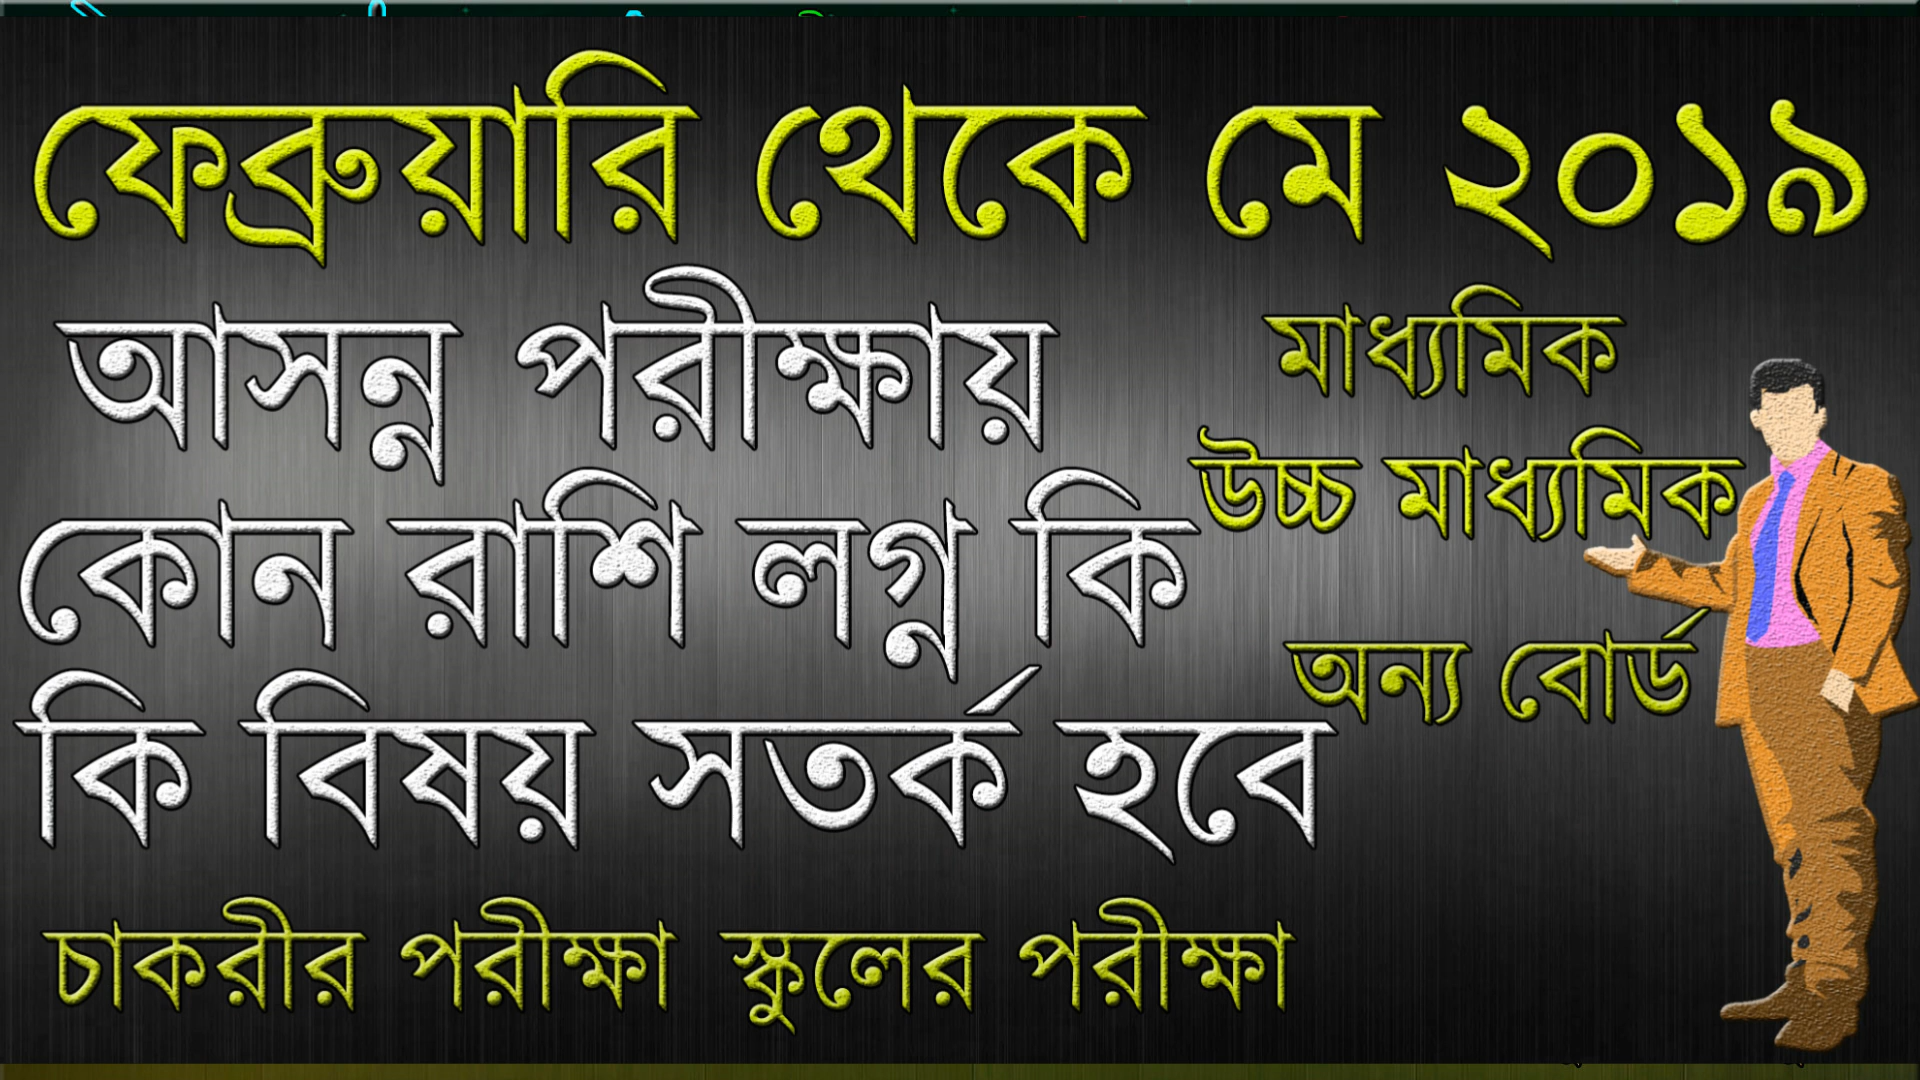 ফেব্রুয়ারি থেকে মে ২০১৯
আসন্ন পরীক্ষায়
মাধ্যমিক
উচ্চ মাধ্যমিক
কোন রাশি লগ্ন কি
অন্য বোর্ড
কি বিষয় সতর্ক হবে
চাকরীর পরীক্ষা স্কুলের পরীক্ষা